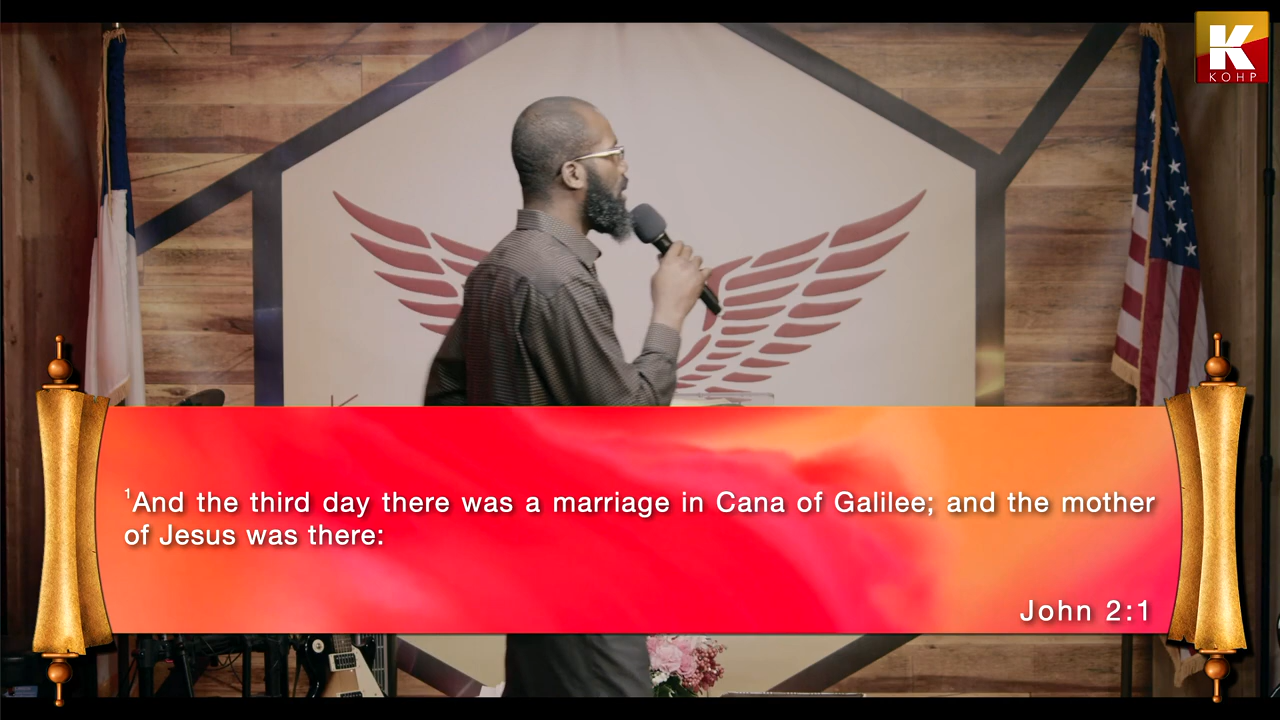 K
KOHP
¹And the third day there was a marriage in Cana of Galilee; and the mother
of Jesus was there:
John 2:1